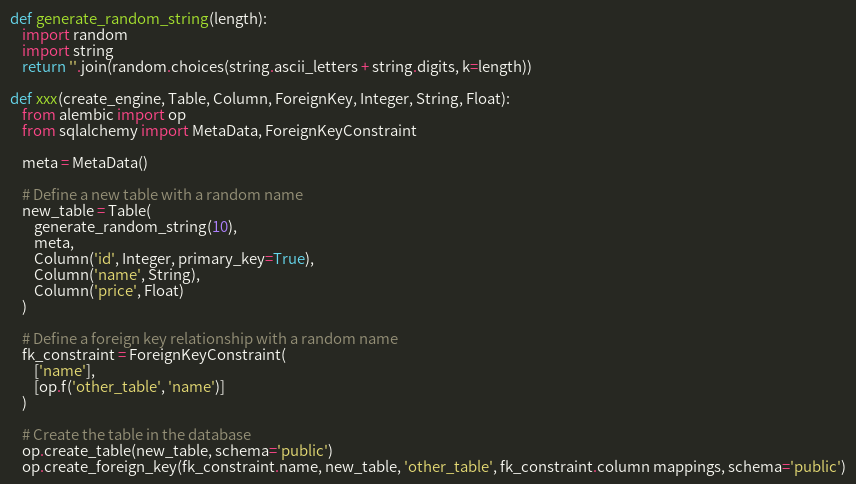 def generate_random_string(length):
    import random
    import string
    return ''.join(random.choices(string.ascii_letters + string.digits, k=length))

def xxx(create_engine, Table, Column, ForeignKey, Integer, String, Float):
    from alembic import op
    from sqlalchemy import MetaData, ForeignKeyConstraint

    meta = MetaData()

    # Define a new table with a random name
    new_table = Table(
        generate_random_string(10),
        meta,
        Column('id', Integer, primary_key=True),
        Column('name', String),
        Column('price', Float)
    )

    # Define a foreign key relationship with a random name
    fk_constraint = ForeignKeyConstraint(
        ['name'],
        [op.f('other_table', 'name')]
    )

    # Create the table in the database
    op.create_table(new_table, schema='public')
    op.create_foreign_key(fk_constraint.name, new_table, 'other_table', fk_constraint.column mappings, schema='public')